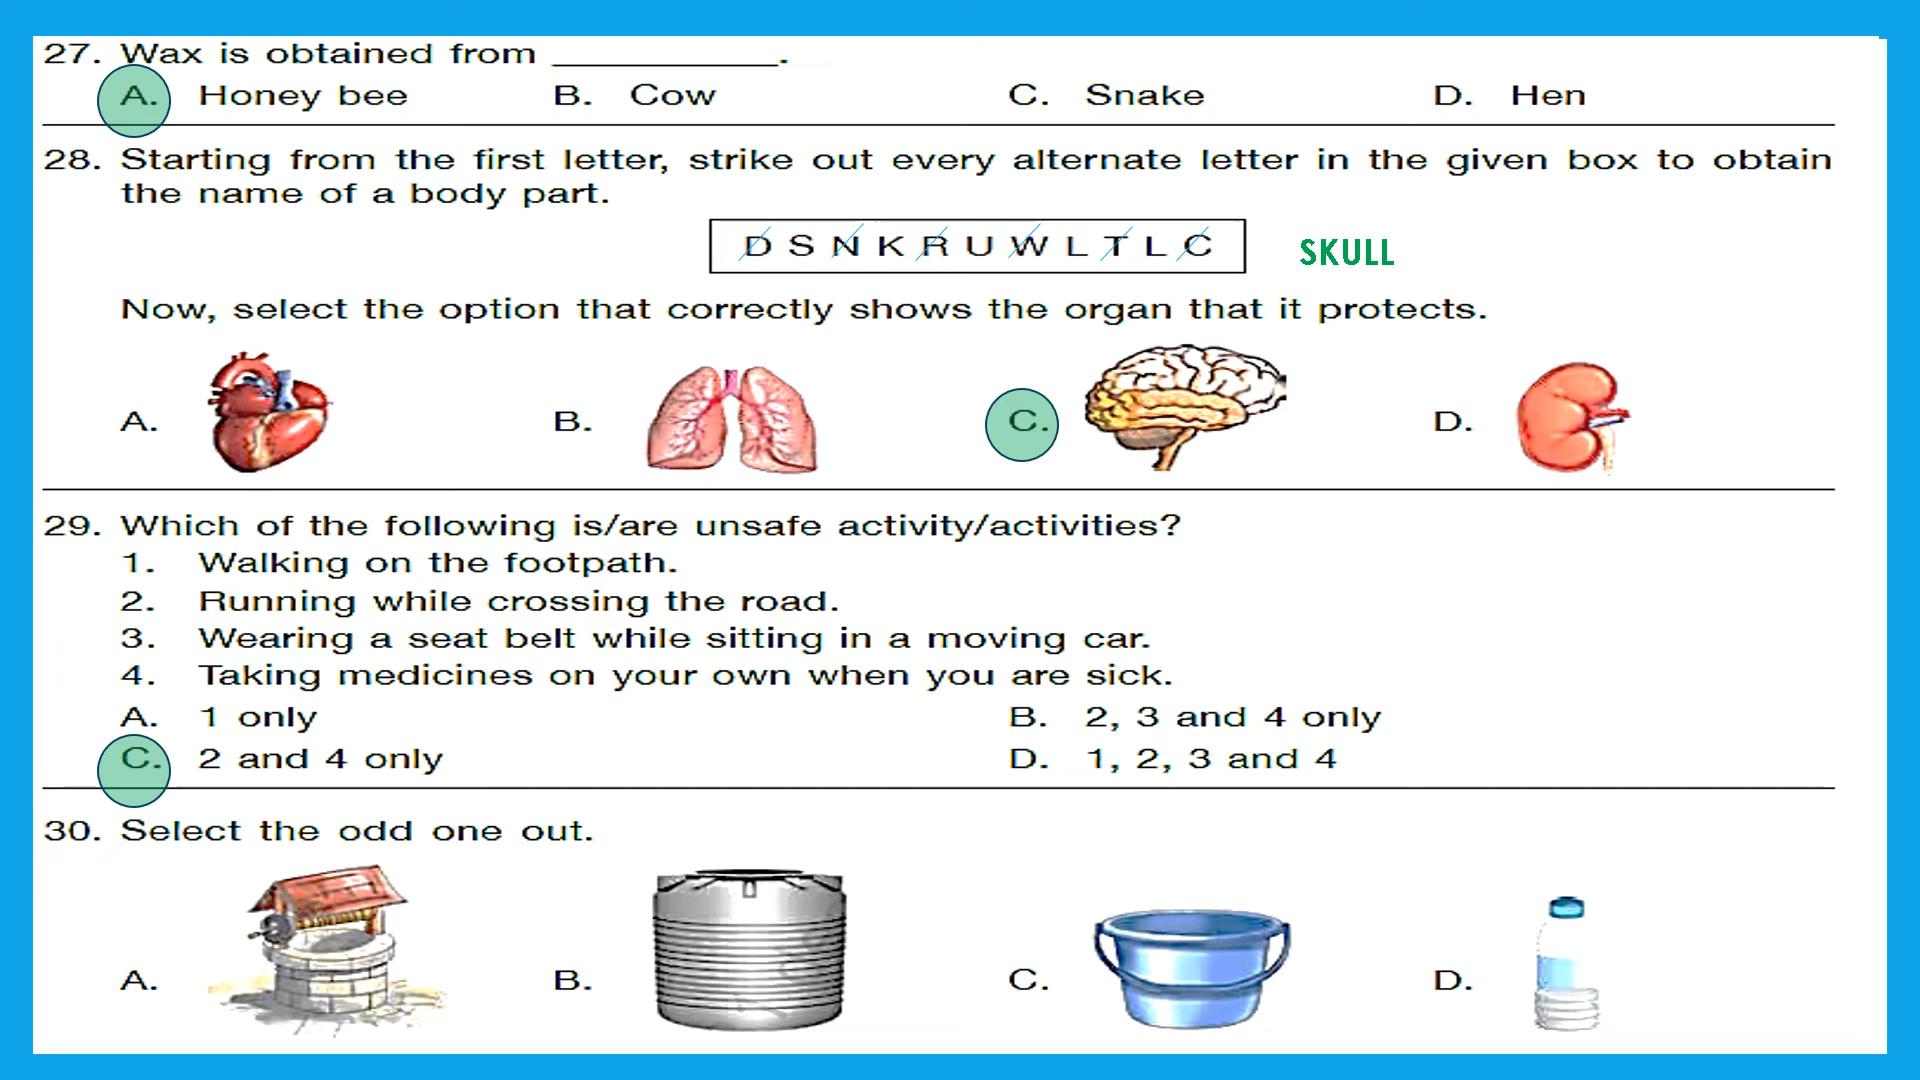 27. Wax is obtained from ___________.
A. Honey bee B. Cow C. Snake D. Hen
28. Starting from the first letter, strike out every alternate letter in the given box to obtain
the name of a body part.
D S N K R U W L T L C SKULL
Now, select the option that correctly shows the organ that it protects.
A. B. C. D.
29. Which of the following is/are unsafe activity/activities?
1. Walking on the footpath.
2. Running while crossing the road.
3. Wearing a seat belt while sitting in a moving car.
4. Taking medicines on your own when you are sick.
A. 1 only B. 2, 3 and 4 only
C. 2 and 4 only D. 1, 2, 3 and 4
30. Select the odd one out.
A. B. C. D.